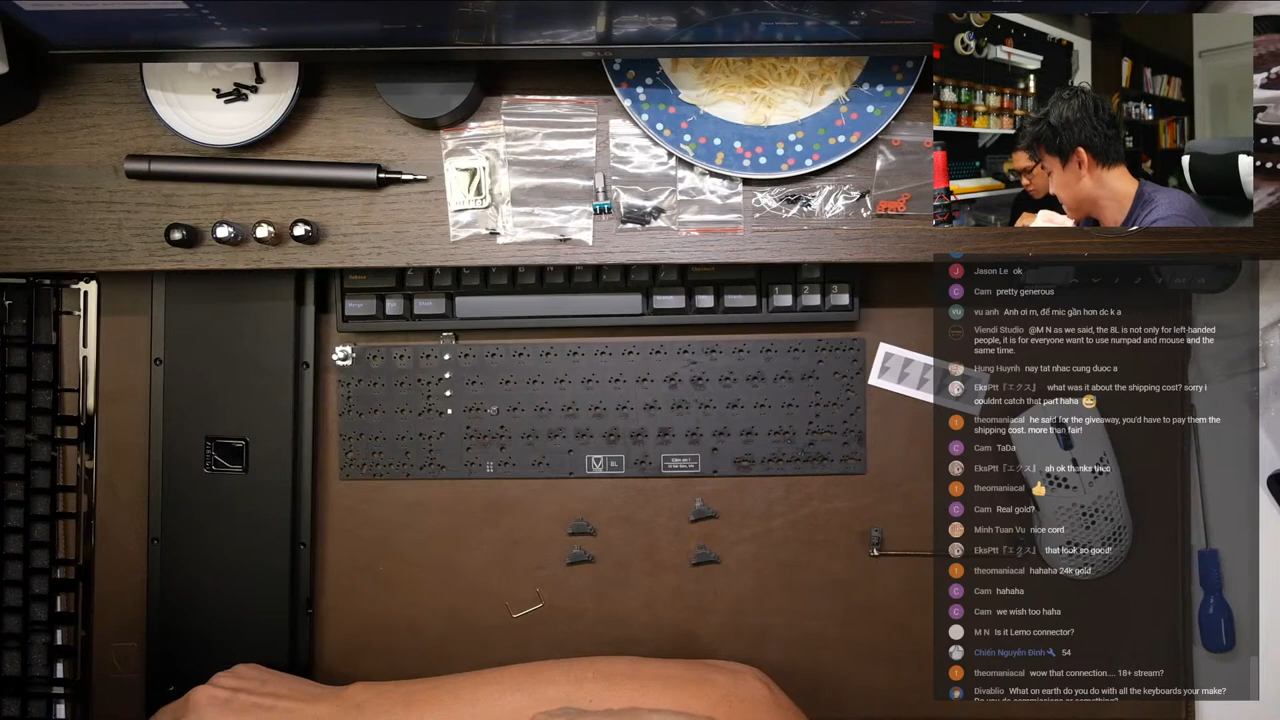 LG
Z X C V B N M
1 2 3
8L
Jason Le ok
Cam pretty generous
vu anh Anh ơi m, để mic gần hơn dc k a
Viendi Studio @M N as we said, the 8L is not only for left-handed
people, it is for everyone want to use numpad and mouse and the
same time.
Hung Huynh nay tat nhac cung duoc a
EksPtt『エクス』 what was it about the shipping cost? sorry i
couldnt catch that part haha 😅
theomaniacal he said for the giveaway, you'd have to pay them the
shipping cost. more than fair!
Cam TaDa
EksPtt『エクス』 ah ok thanks theo
theomaniacal 👍
Cam Real gold?
Minh Tuan Vu nice cord
EksPtt『エクス』 that look so good!
theomaniacal hahaha 24k gold
Cam hahaha
Cam we wish too haha
M N Is it Lemo connector?
Chiến Nguyễn Đình 54
theomaniacal wow that connection.... 18+ stream?
Divablio What on earth do you do with all the keyboards your make?
Do you do commissions or something?